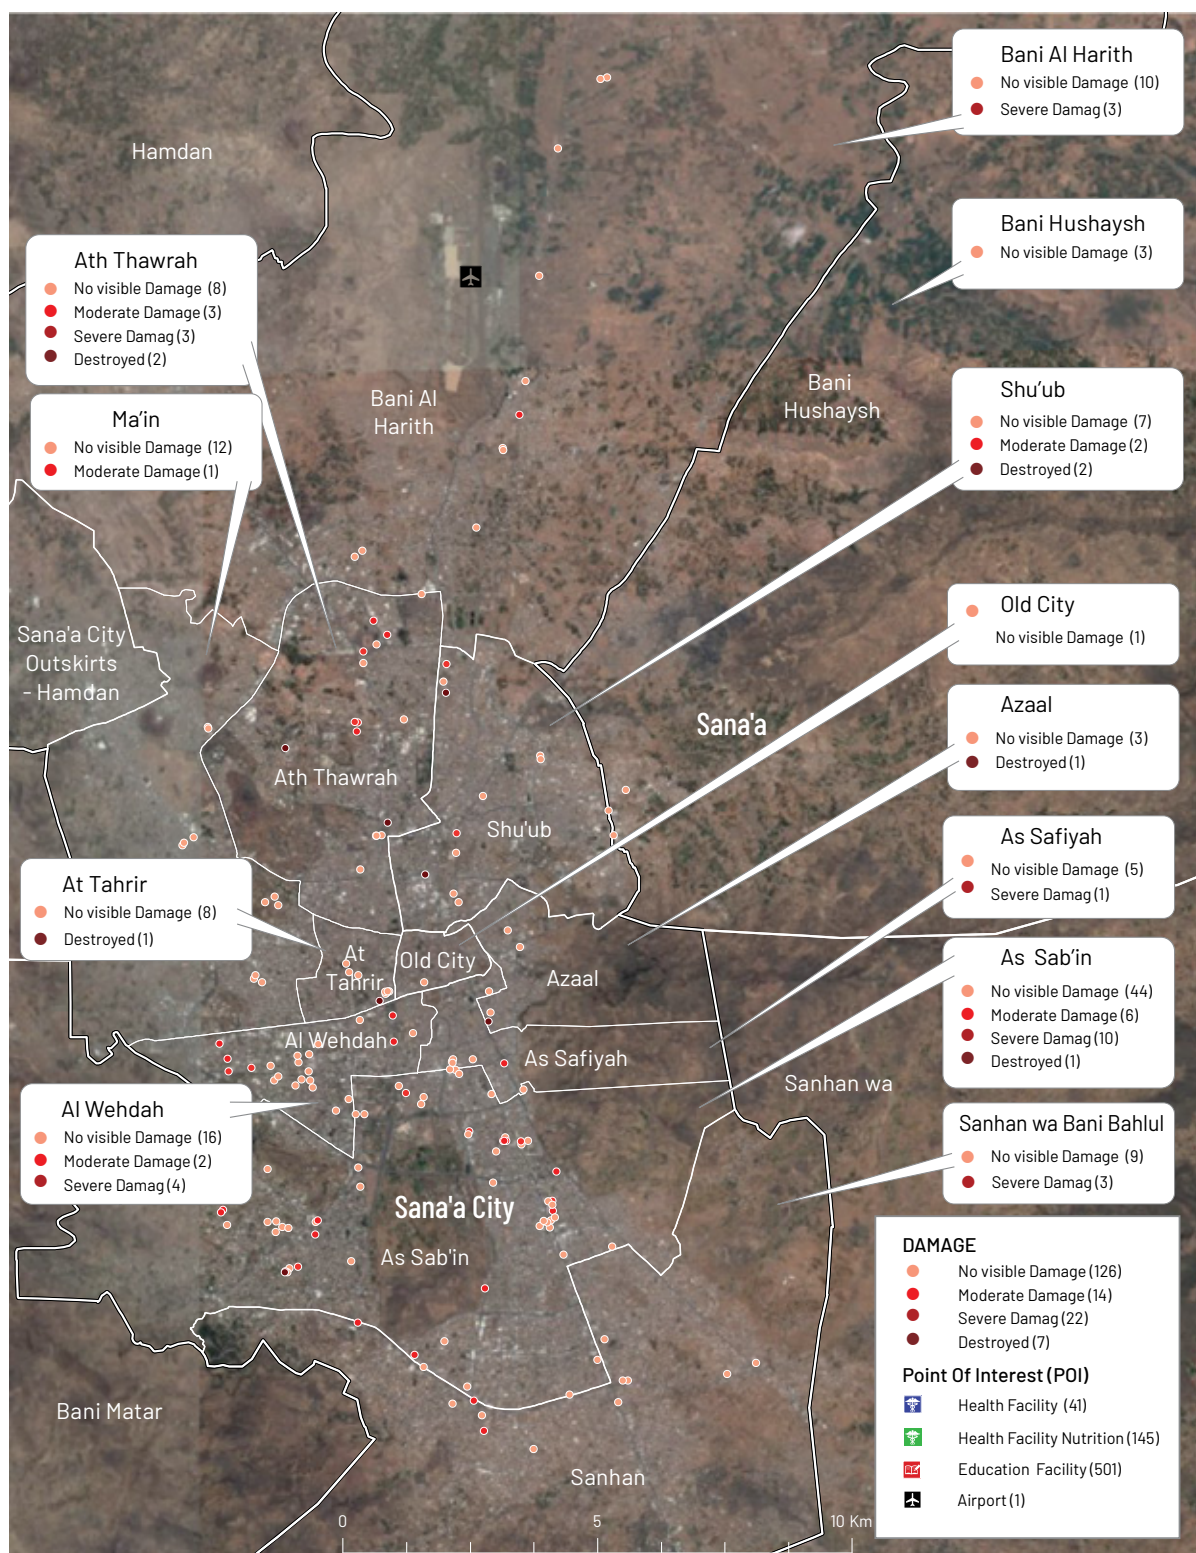 Bani Al Harith
No visible Damage (10)
Severe Damag (3)
Hamdan
Bani Hushaysh
No visible Damage (3)
Ath Thawrah
No visible Damage (8)
Moderate Damage (3)
Severe Damag (3)
Destroyed (2)
Bani Al
Harith
Bani
Hushaysh
Shu'ub
No visible Damage (7)
Moderate Damage (2)
Destroyed (2)
Ma'in
No visible Damage (12)
Moderate Damage (1)
Old City
No visible Damage (1)
Sana'a City
Outskirts
- Hamdan
Sana'a
Azaal
No visible Damage (3)
Destroyed (1)
Ath Thawrah
Shu'ub
As Safiyah
No visible Damage (5)
Severe Damag (1)
At Tahrir
No visible Damage (8)
Destroyed (1)
At
Tahrir
Old City
Azaal
As Sab'in
No visible Damage (44)
Moderate Damage (6)
Severe Damag (10)
Destroyed (1)
Al Wehdah
As Safiyah
Sanhan wa
Al Wehdah
No visible Damage (16)
Moderate Damage (2)
Severe Damag (4)
Sanhan wa Bani Bahlul
No visible Damage (9)
Severe Damag (3)
Sana'a City
As Sab'in
DAMAGE
No visible Damage (126)
Moderate Damage (14)
Severe Damag (22)
Destroyed (7)
Point Of Interest (POI)
Health Facility (41)
Health Facility Nutrition (145)
Education Facility (501)
Airport (1)
Bani Matar
Sanhan
0 5 10 Km